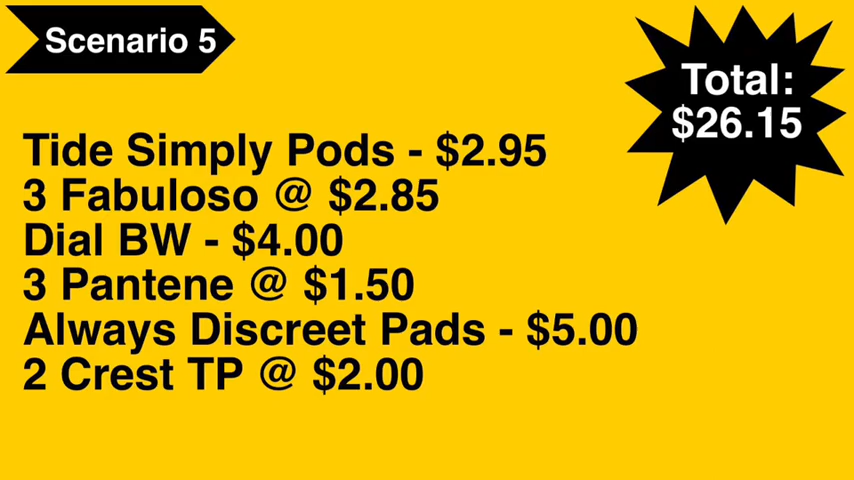 Scenario 5
Total:
$26.15
Tide Simply Pods - $2.95
3 Fabuloso @ $2.85
Dial BW - $4.00
3 Pantene @ $1.50
Always Discreet Pads - $5.00
2 Crest TP @ $2.00